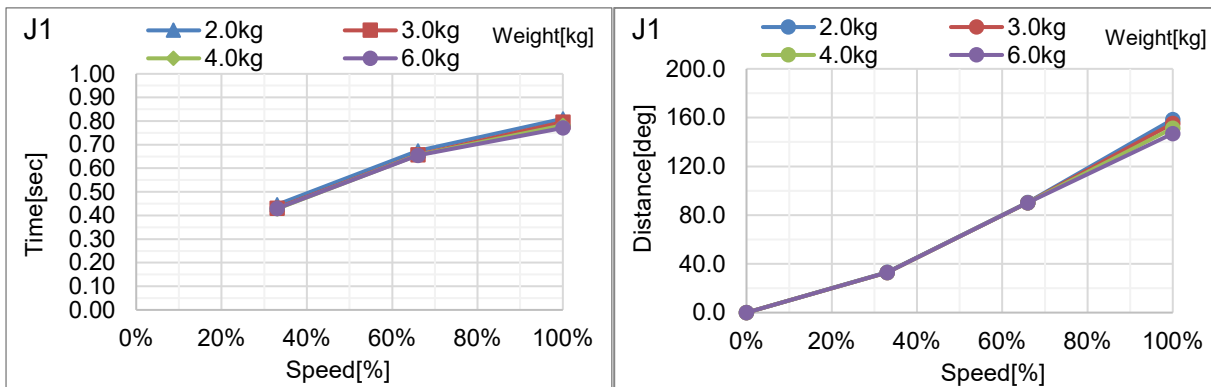 J1
2.0kg 3.0kg
4.0kg 6.0kg
Weight[kg]
Time[sec]
1.00
0.90
0.80
0.70
0.60
0.50
0.40
0.30
0.20
0.10
0.00
0% 20% 40% 60% 80% 100%
Speed[%]
J1
2.0kg 3.0kg
4.0kg 6.0kg
Weight[kg]
Distance[deg]
200.0
160.0
120.0
80.0
40.0
0.0
0% 20% 40% 60% 80% 100%
Speed[%]